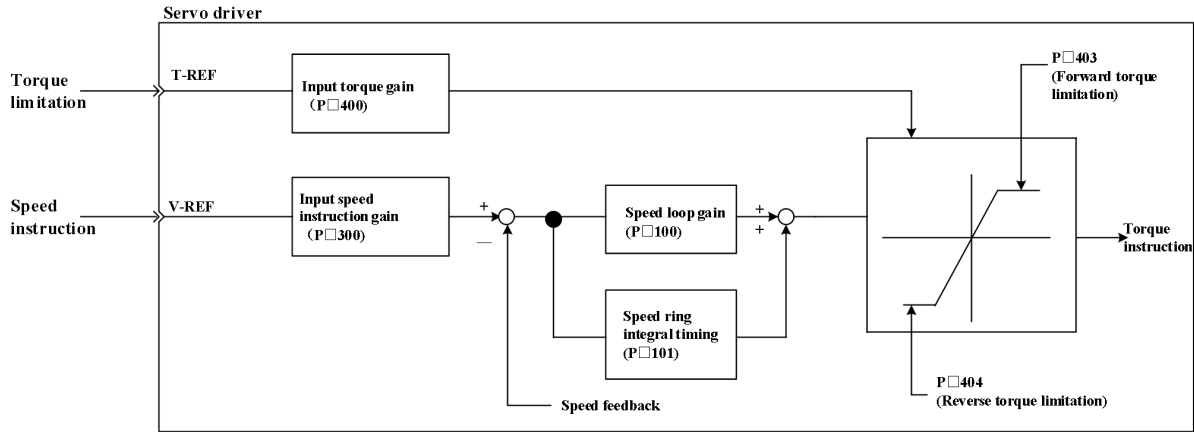 Servo driver
Torque
limitation
T-REF
Input torque gain
（P□400）
P□403
(Forward torque
limitation)
Speed
instruction
V-REF
Input speed
instruction gain
（P□300）
+
—
Speed loop gain
(P□100)
+
+
Torque
instruction
Speed ring
integral timing
(P□101)
Speed feedback
P□404
(Reverse torque limitation)